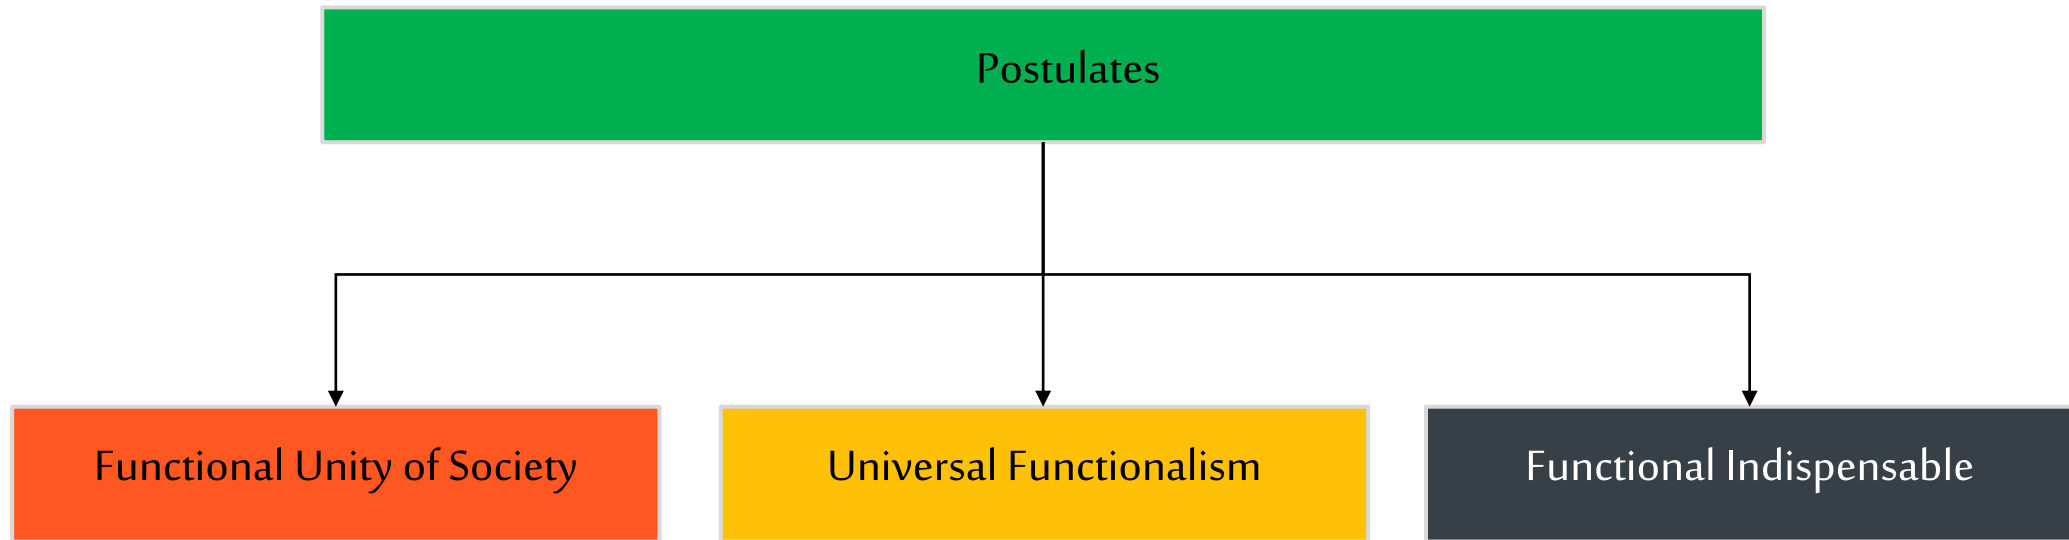 Postulates
Functional Unity of Society
Universal Functionalism
Functional Indispensable